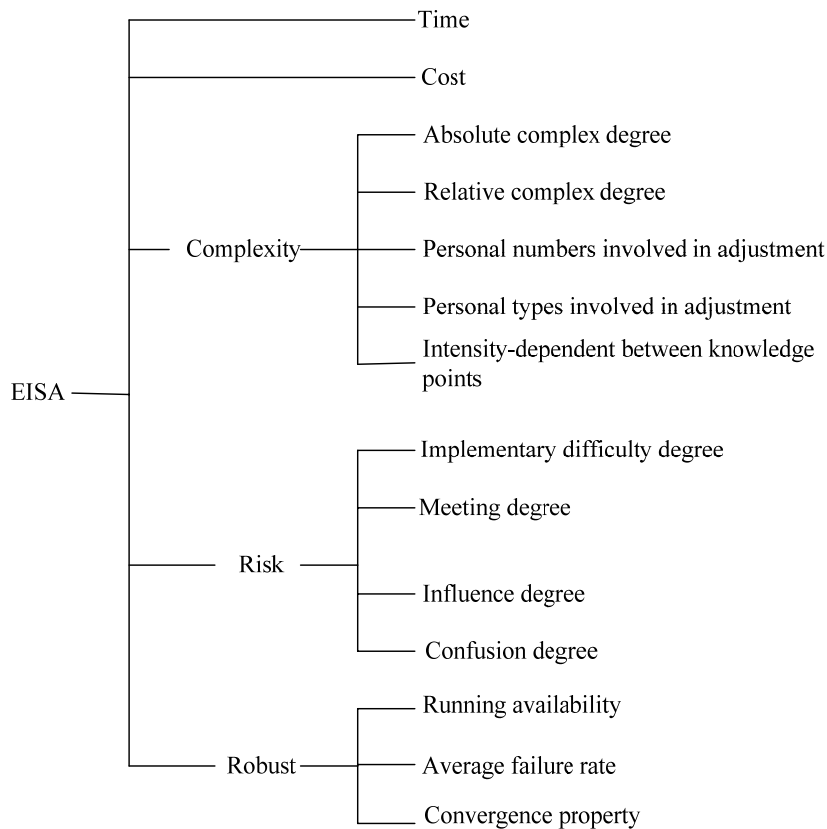 Time
Cost
Absolute complex degree
Relative complex degree
Complexity
Personal numbers involved in adjustment
Personal types involved in adjustment
Intensity-dependent between knowledge
points
EISA
Implementary difficulty degree
Meeting degree
Risk
Influence degree
Confusion degree
Running availability
Robust
Average failure rate
Convergence property